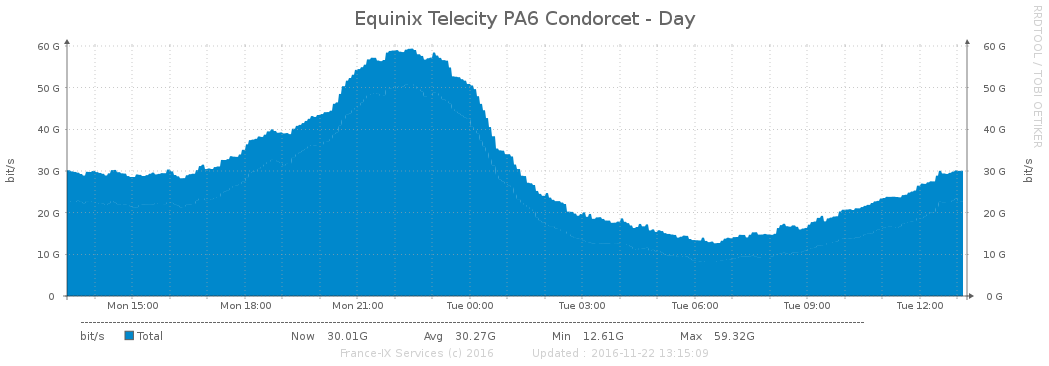 Equinix Telecity PA6 Condorcet - Day
RRDTOOL / TOBI OETIKER
60 G 60 G
50 G 50 G
40 G 40 G
30 G 30 G
20 G 20 G
10 G 10 G
0 0 G
bit/s bit/s
Mon 15:00 Mon 18:00 Mon 21:00 Tue 00:00 Tue 03:00 Tue 06:00 Tue 09:00 Tue 12:00
bit/s Total Now 30.01G Avg 30.27G Min 12.61G Max 59.32G
France-IX Services (c) 2016 Updated : 2016-11-22 13:15:09